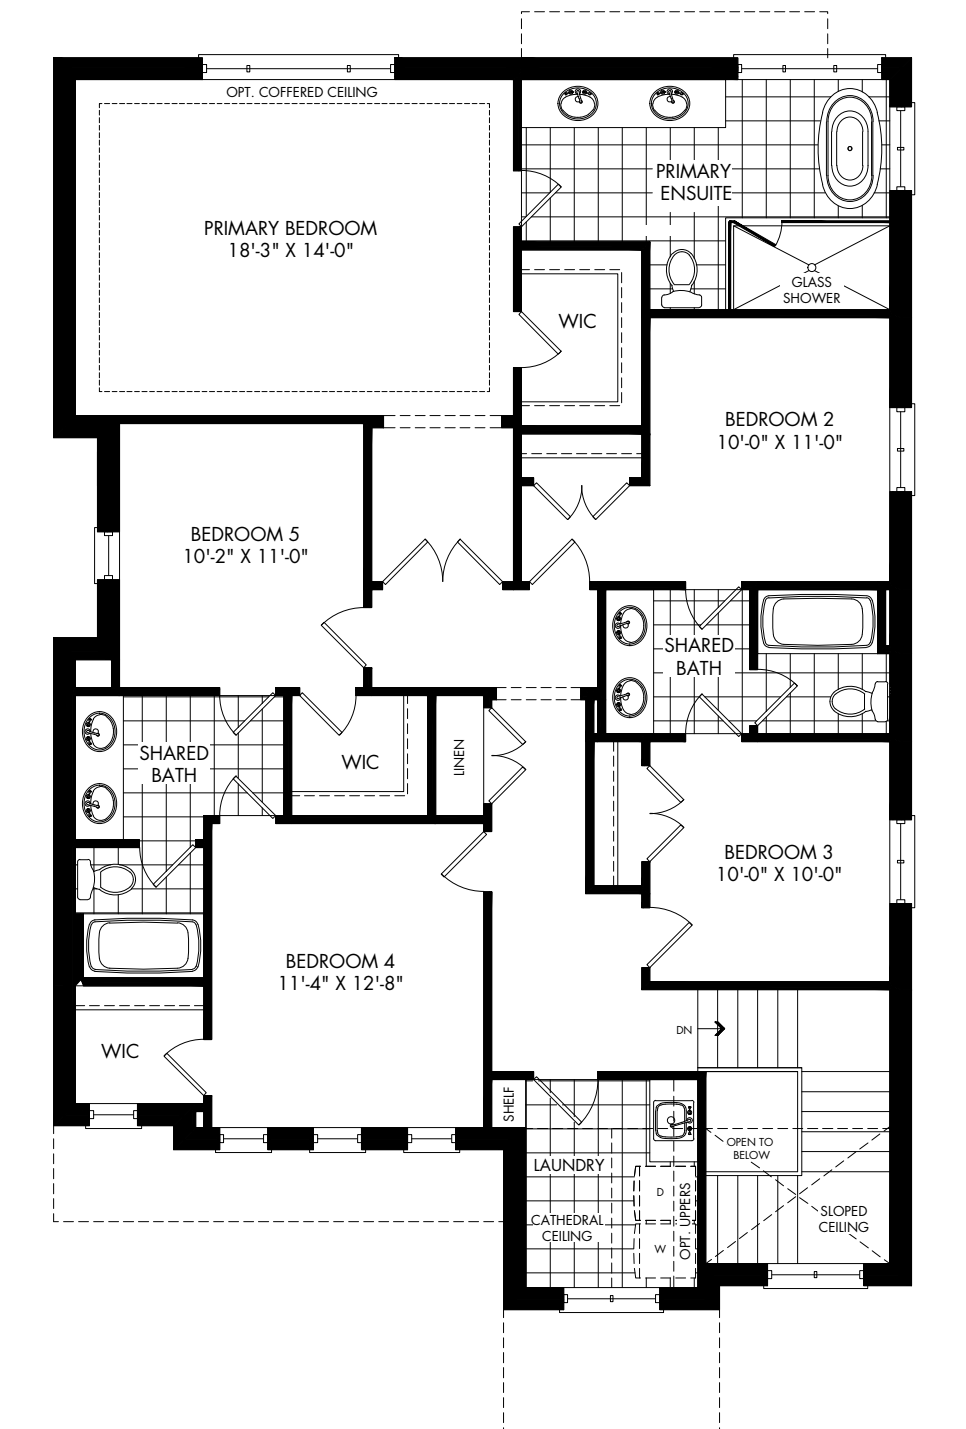 OPT. COFFERED CEILING
PRIMARY BEDROOM
18'-3" X 14'-0"
PRIMARY
ENSUITE
GLASS
SHOWER
WIC
BEDROOM 2
10'-0" X 11'-0"
BEDROOM 5
10'-2" X 11'-0"
SHARED
BATH
SHARED
BATH
WIC
LINEN
BEDROOM 3
10'-0" X 10'-0"
BEDROOM 4
11'-4" X 12'-8"
WIC
DN
SHELF
OPEN TO
BELOW
LAUNDRY
D
W
OPT. UPPERS
CATHEDRAL
CEILING
SLOPED
CEILING